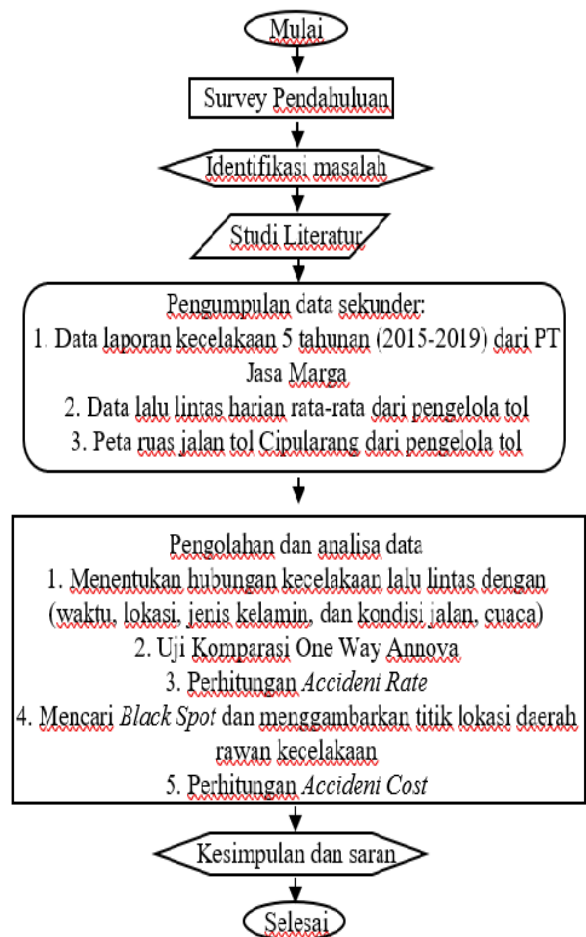 Mulai
Survey Pendahuluan
Identifikasi masalah
Studi Literatur
Pengumpulan data sekunder:
1. Data laporan kecelakaan 5 tahunan (2015-2019) dari PT
Jasa Marga
2. Data lalu lintas harian rata-rata dari pengelola tol
3. Peta ruas jalan tol Cipularang dari pengelola tol
Pengolahan dan analisa data
1. Menentukan hubungan kecelakaan lalu lintas dengan
(waktu, lokasi, jenis kelamin, dan kondisi jalan, cuaca)
2. Uji Komparasi One Way Annova
3. Perhitungan Accident Rate
4. Mencari Black Spot dan menggambarkan titik lokasi daerah
rawan kecelakaan
5. Perhitungan Accident Cost
Kesimpulan dan saran
Selesai